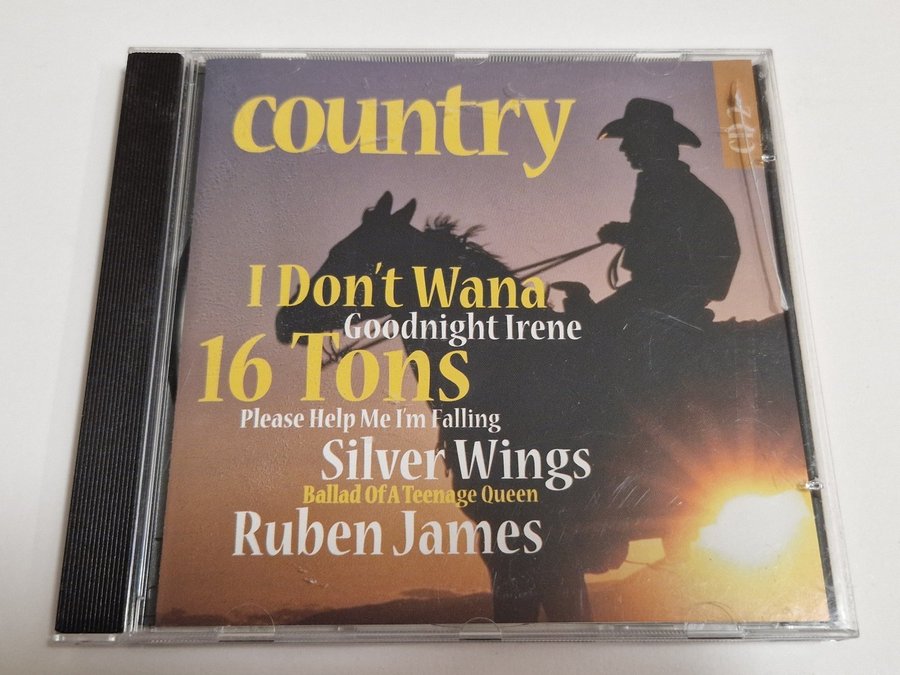 country
CD
I Don't Wana
Goodnight Irene
16 Tons
Please Help Me I'm Falling
Silver Wings
Ballad Of A Teenage Queen
Ruben James